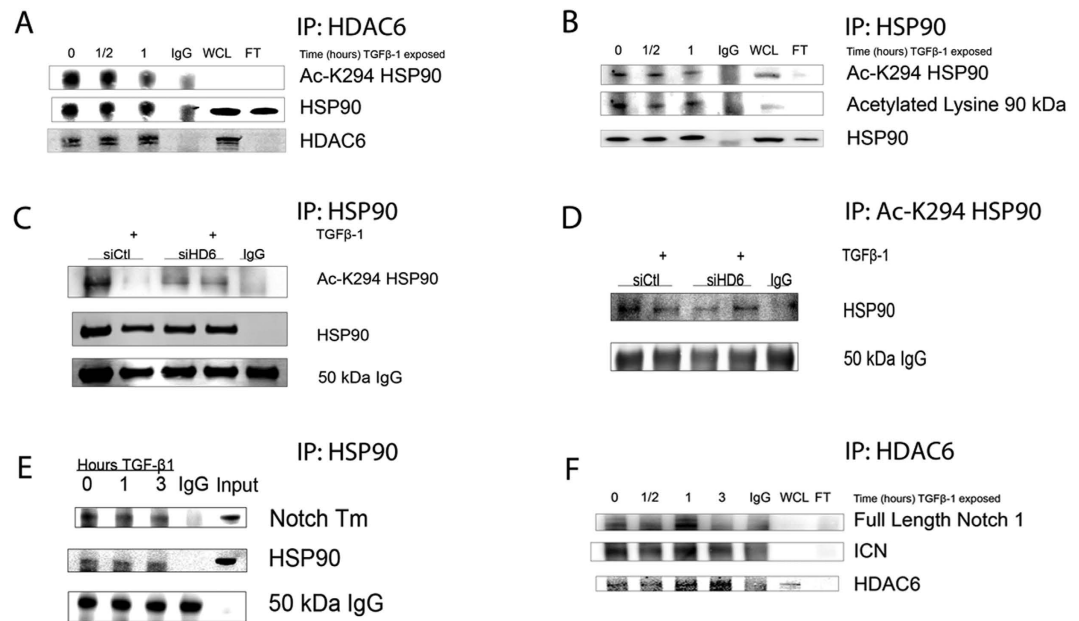 A
IP: HDAC6
0 1/2 1 IgG WCL FT Time (hours) TGFβ-1 exposed
Ac-K294 HSP90
HSP90
HDAC6
B
IP: HSP90
0 1/2 1 IgG WCL FT Time (hours) TGFβ-1 exposed
Ac-K294 HSP90
Acetylated Lysine 90 kDa
HSP90
C
IP: HSP90
+ + TGFβ-1
siCtl siHD6 IgG
Ac-K294 HSP90
HSP90
50 kDa IgG
D
IP: Ac-K294 HSP90
+ + TGFβ-1
siCtl siHD6 IgG
HSP90
50 kDa IgG
E
IP: HSP90
Hours TGF-β1
0 1 3 IgG Input
Notch Tm
HSP90
50 kDa IgG
F
IP: HDAC6
0 1/2 1 3 IgG WCL FT Time (hours) TGFβ-1 exposed
Full Length Notch 1
ICN
HDAC6